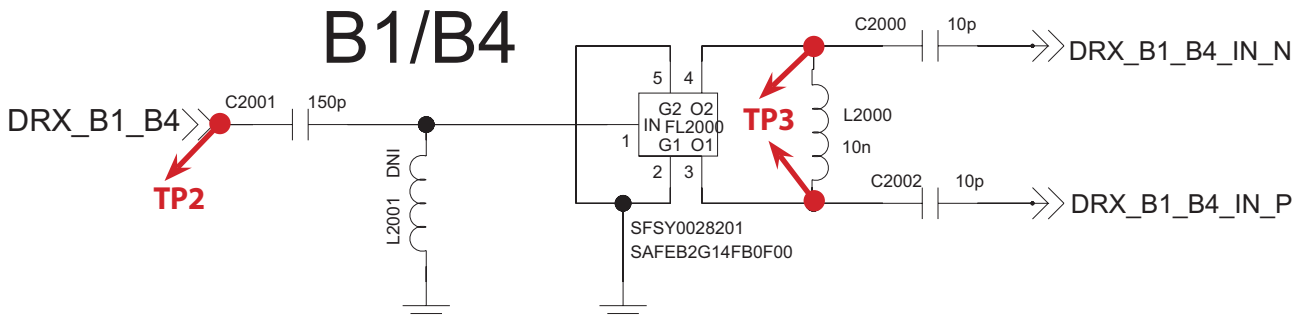 B1/B4
C2000 10p
DRX_B1_B4_IN_N
5 4
C2001 150p
G2 O2
TP3
L2000
DRX_B1_B4
IN FL2000
1
G1 O1
10n
L2001 DNI
2 3
C2002 10p
TP2
DRX_B1_B4_IN_P
SFSY0028201
SAFEB2G14FB0F00